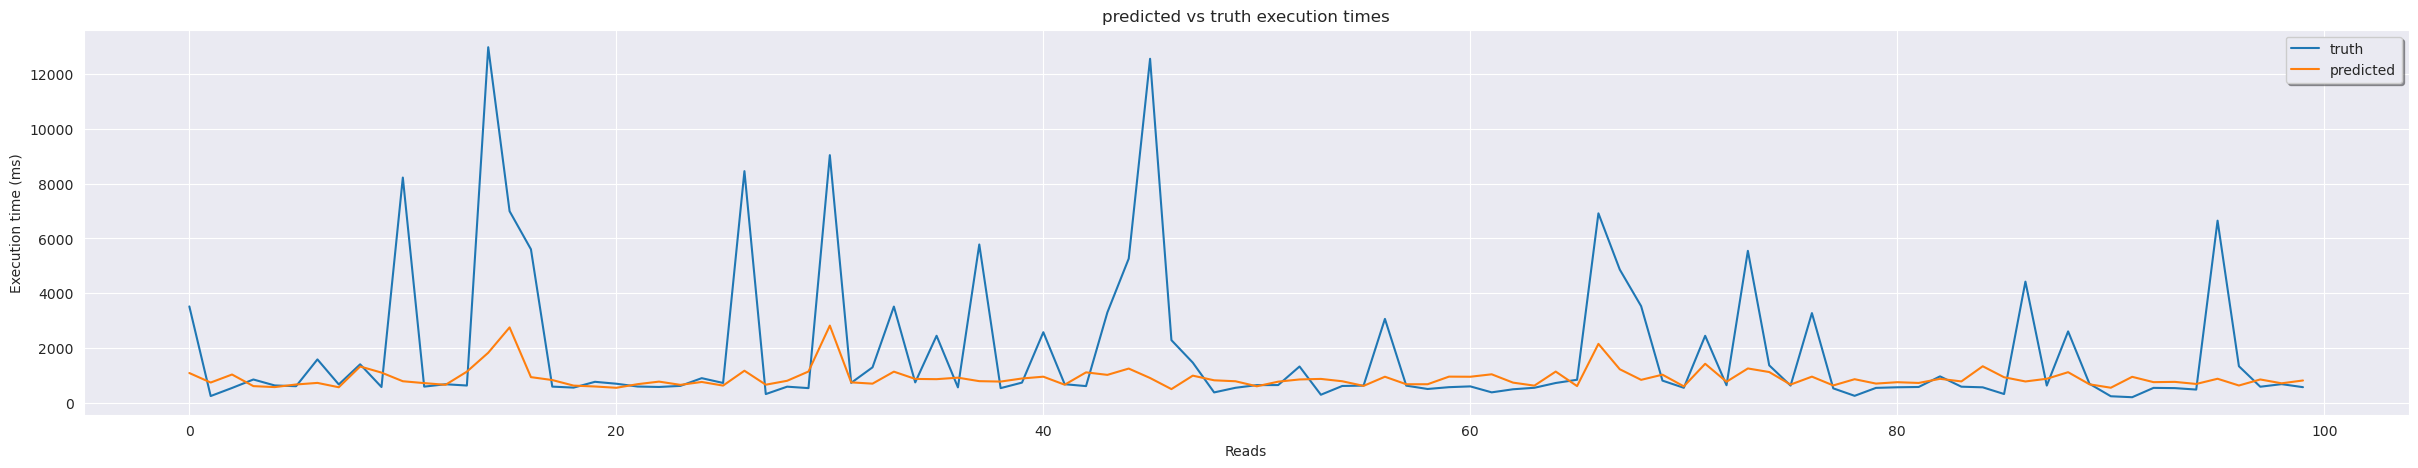 predicted vs truth execution times
truth
predicted
Execution time (ms)
12000
10000
8000
6000
4000
2000
0
0 20 40 60 80 100
Reads